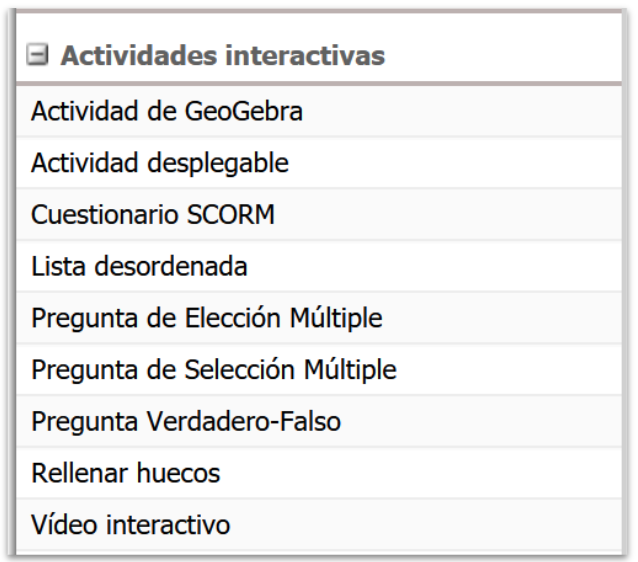 Actividades interactivas
Actividad de GeoGebra
Actividad desplegable
Cuestionario SCORM
Lista desordenada
Pregunta de Elección Múltiple
Pregunta de Selección Múltiple
Pregunta Verdadero-Falso
Rellenar huecos
Vídeo interactivo